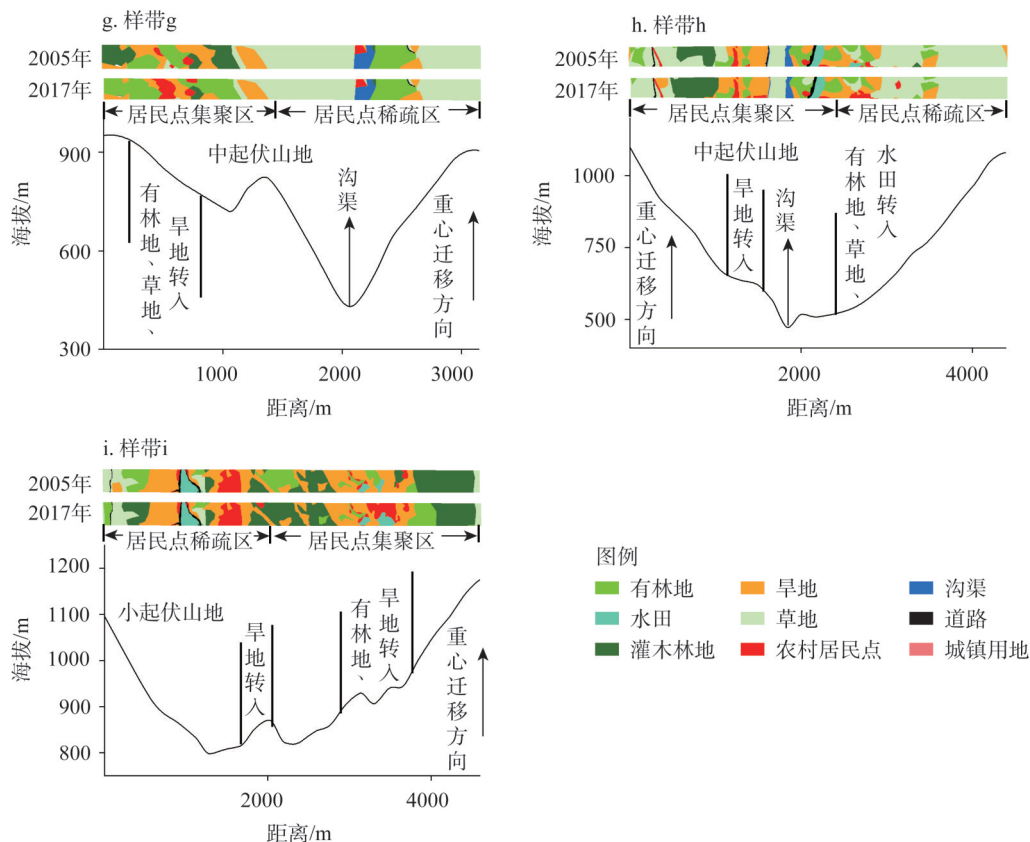 g. 样带g
2005年
2017年
居民点集聚区
居民点稀疏区
900
600
300
海拔/m
中起伏山地
有林地、草地、
旱地转入
沟渠
重心迁移方向
1000
2000
3000
距离/m
h. 样带h
2005年
2017年
居民点集聚区
居民点稀疏区
1000
750
500
海拔/m
中起伏山地
重心迁移方向
旱地转入
沟渠
有林地、草地、
水田转入
2000
4000
距离/m
i. 样带i
2005年
2017年
居民点稀疏区
居民点集聚区
1200
1100
1000
900
800
海拔/m
小起伏山地
旱地转入
有林地、
旱地转入
重心迁移方向
2000
4000
距离/m
图例
有林地
旱地
沟渠
水田
草地
道路
灌木林地
农村居民点
城镇用地